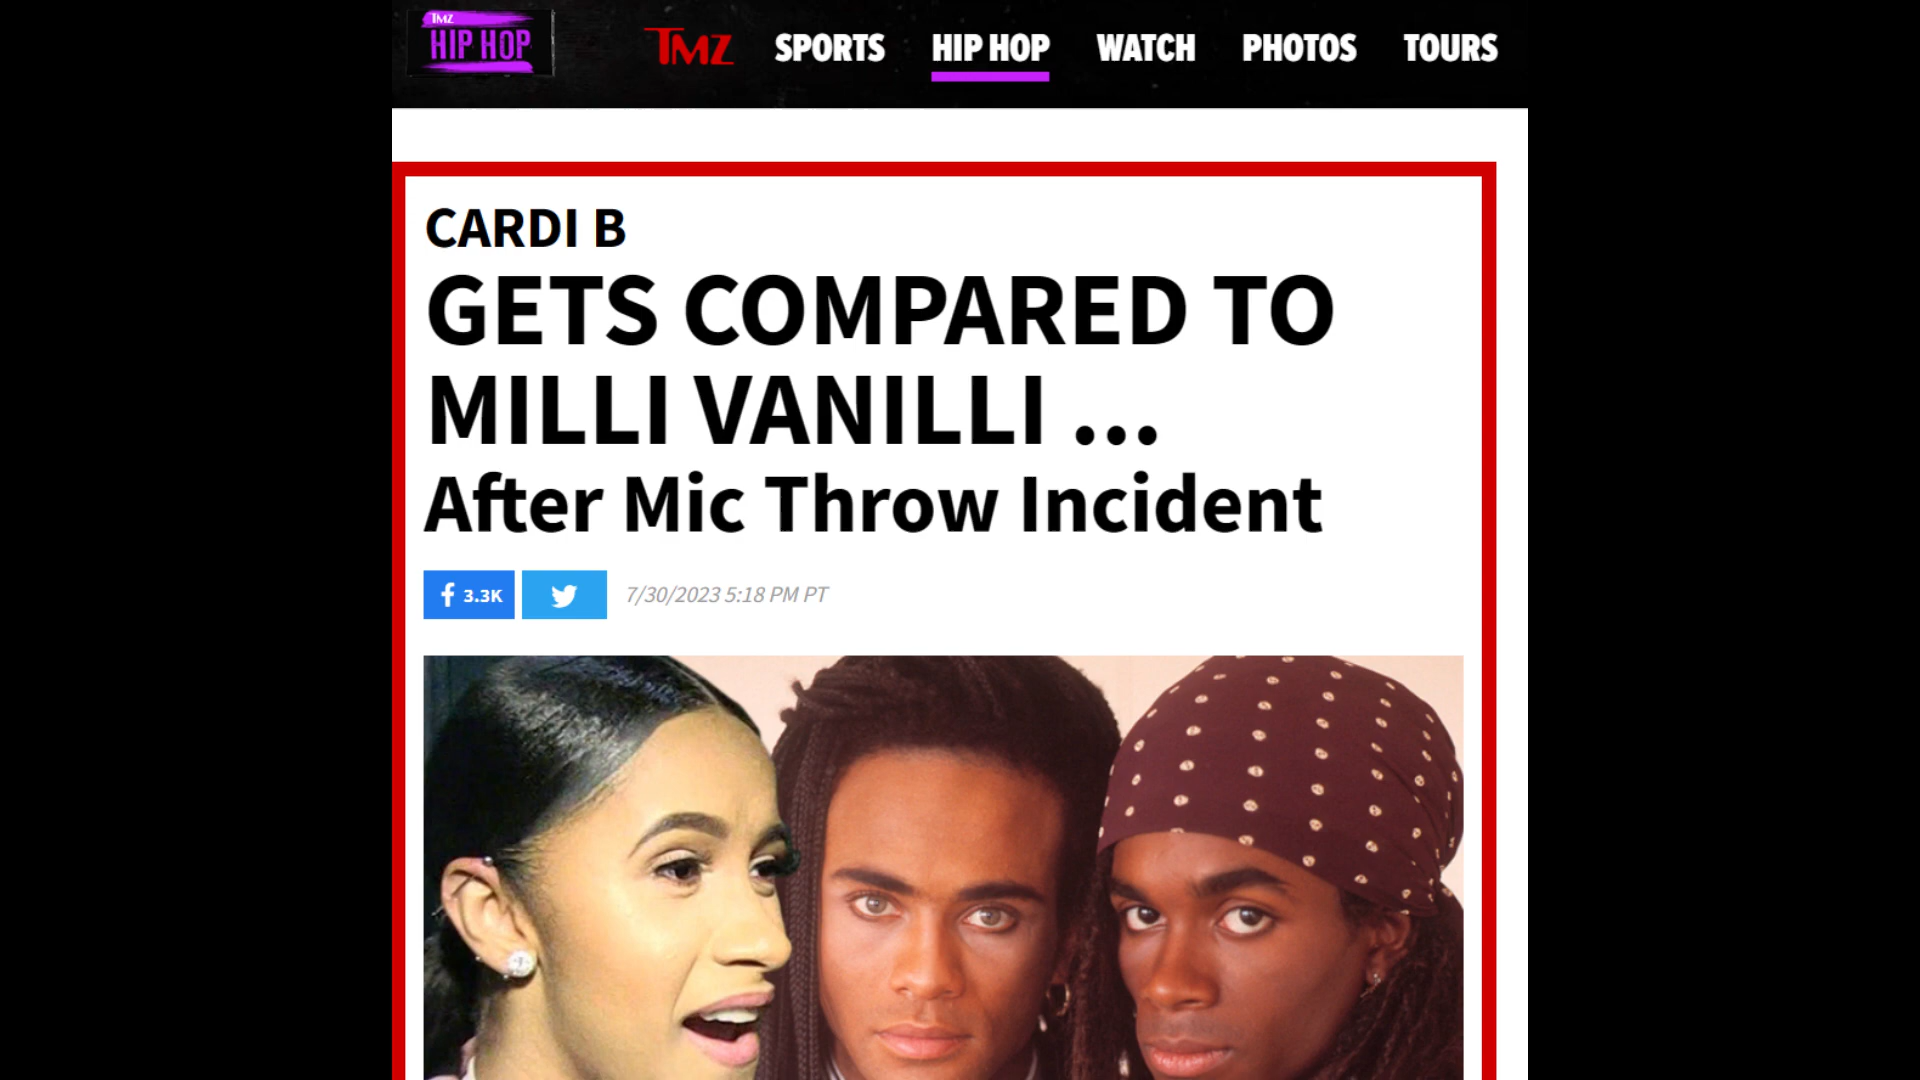 TMZ
HIP HOP
TMZ SPORTS HIP HOP WATCH PHOTOS TOURS
CARDI B
GETS COMPARED TO
MILLI VANILLI ...
After Mic Throw Incident
f 3.3K 7/30/2023 5:18 PM PT